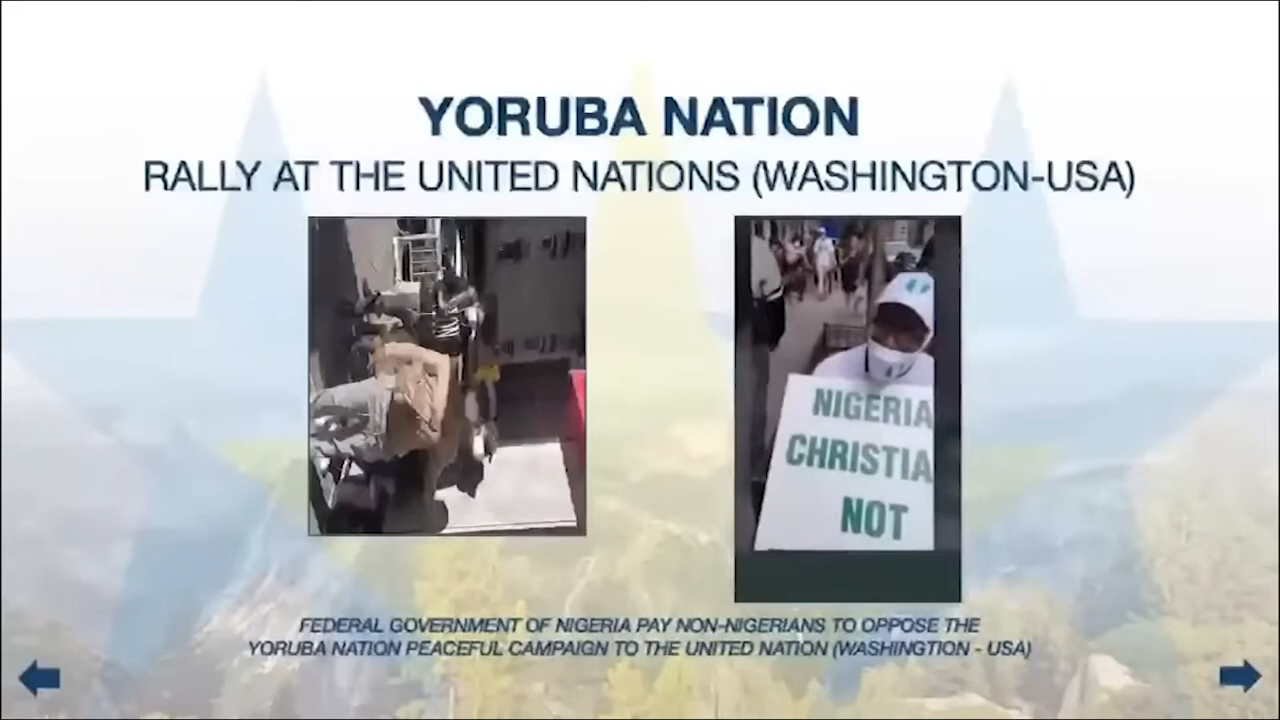 YORUBA NATION
RALLY AT THE UNITED NATIONS (WASHINGTON-USA)
NIGERIA
CHRISTIA
NOT
FEDERAL GOVERNMENT OF NIGERIA PAY NON-NIGERIANS TO OPPOSE THE
YORUBA NATION PEACEFUL CAMPAIGN TO THE UNITED NATION (WASHINGTION - USA)